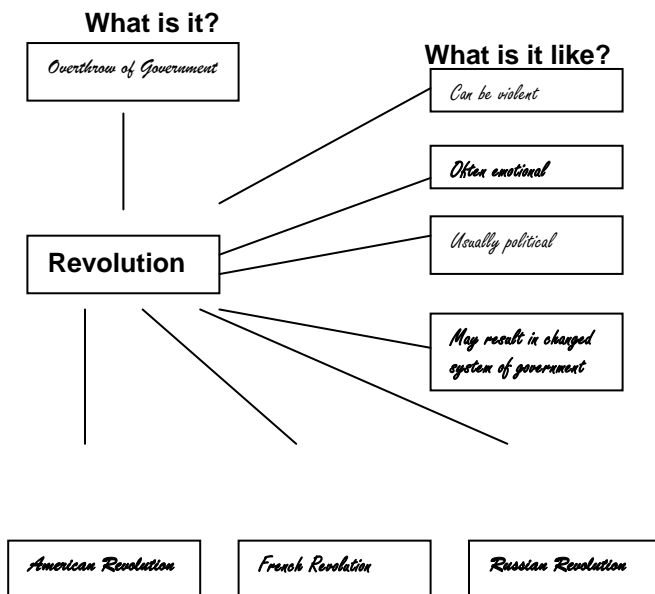 What is it?
Overthrow of Government
What is it like?
Can be violent
Often emotional
Usually political
Revolution
May result in changed
system of government
American Revolution
French Revolution
Russian Revolution